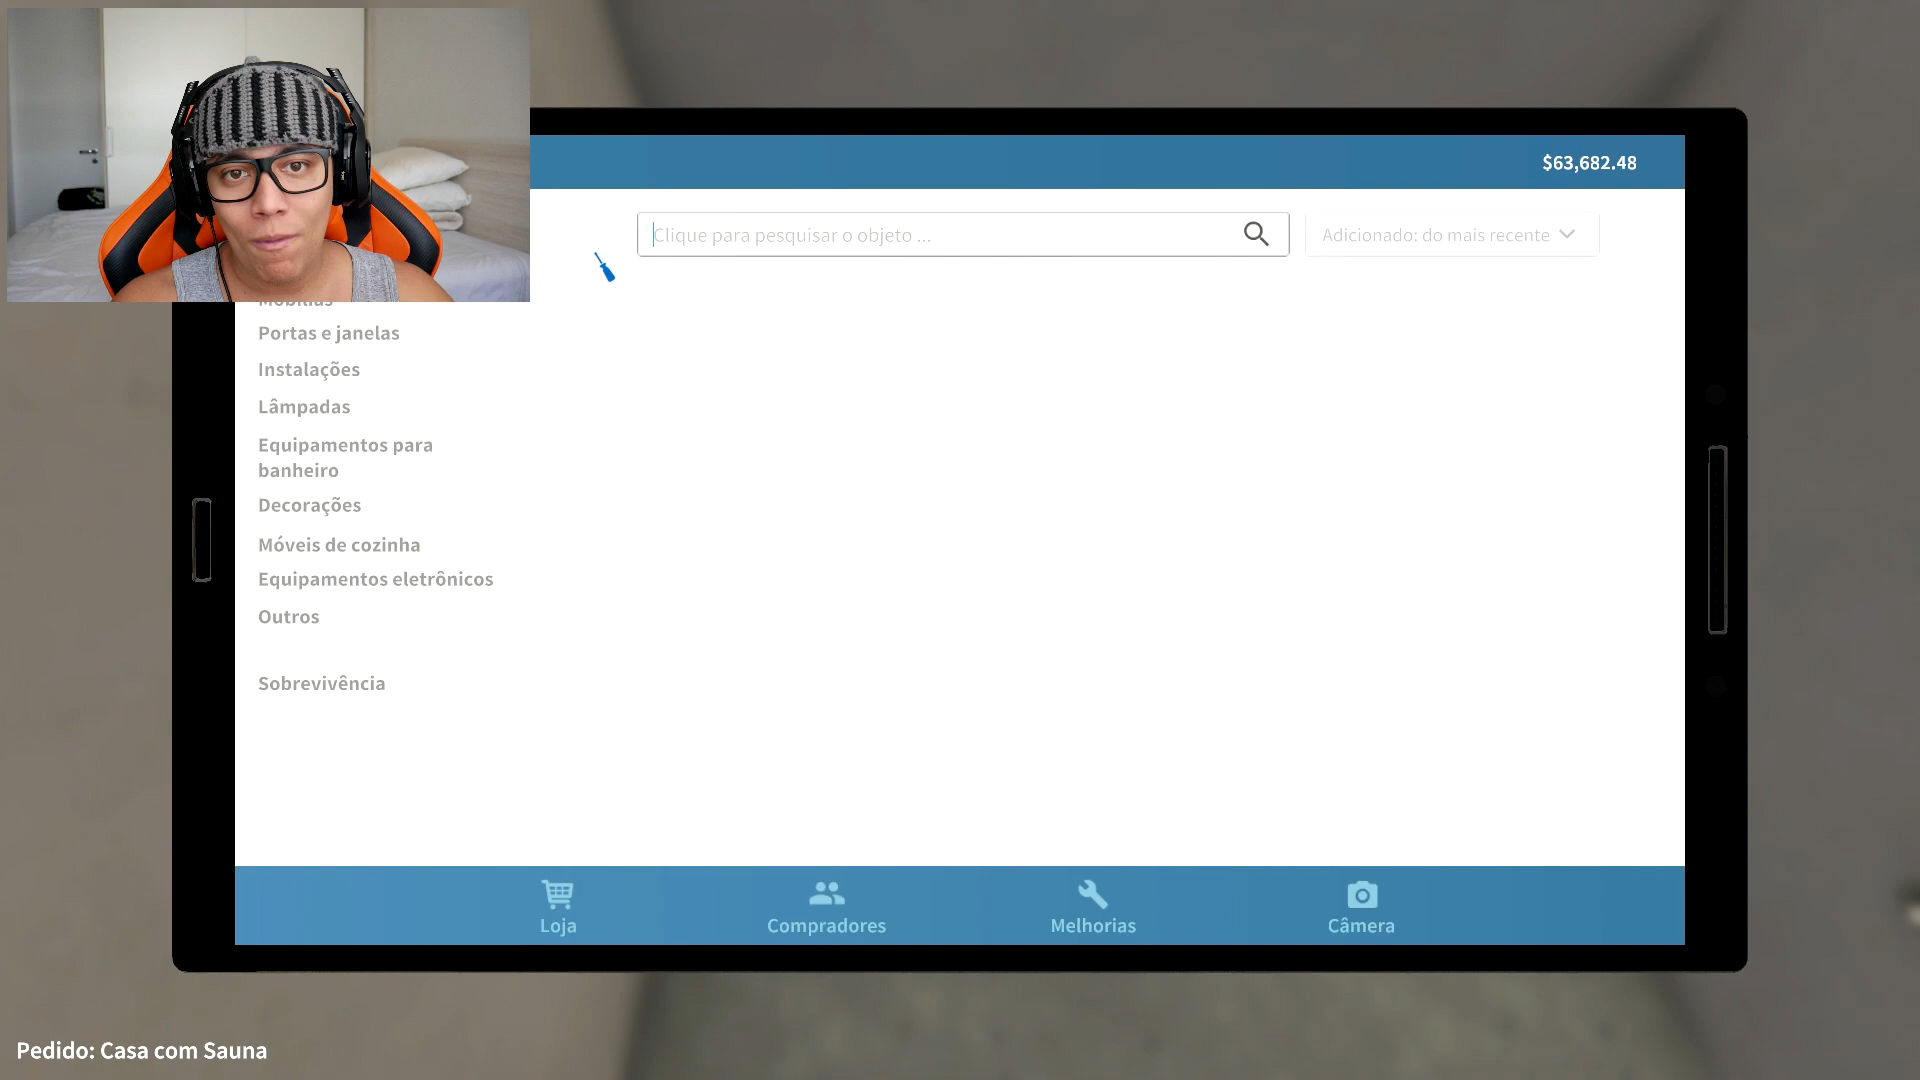 $63,682.48
Clique para pesquisar o objeto ...
Adicionado: do mais recente
Mobílias
Portas e janelas
Instalações
Lâmpadas
Equipamentos para
banheiro
Decorações
Móveis de cozinha
Equipamentos eletrônicos
Outros
Sobrevivência
Loja
Compradores
Melhorias
Câmera
Pedido: Casa com Sauna